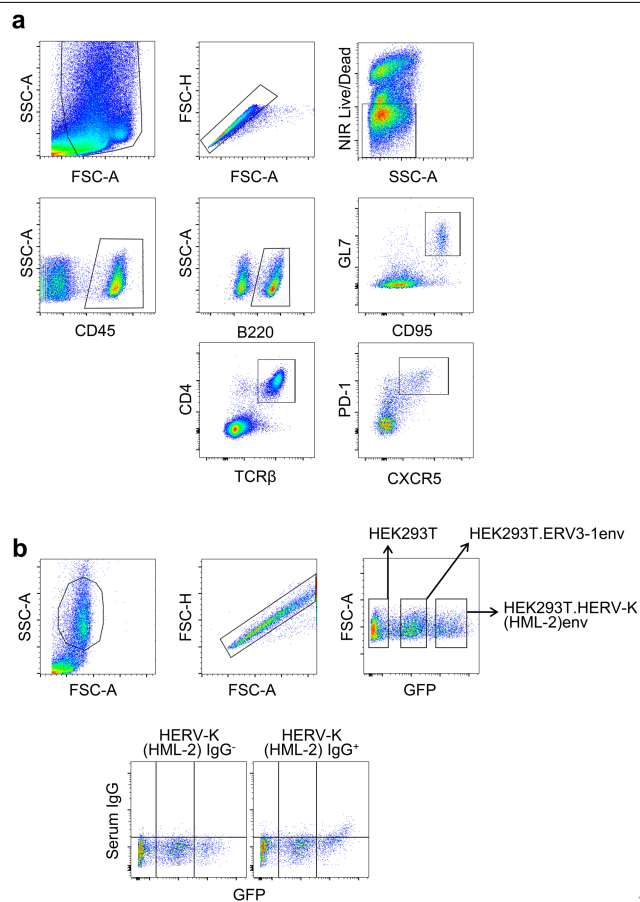 a
SSC-A
FSC-A
FSC-H
FSC-A
NIR Live/Dead
SSC-A
SSC-A
CD45
SSC-A
B220
GL7
CD95
CD4
TCRβ
PD-1
CXCR5
b
SSC-A
FSC-A
FSC-H
FSC-A
HEK293T
HEK293T.ERV3-1env
HEK293T.HERV-K
(HML-2)env
FSC-A
GFP
HERV-K
(HML-2) IgG-
HERV-K
(HML-2) IgG+
Serum IgG
GFP